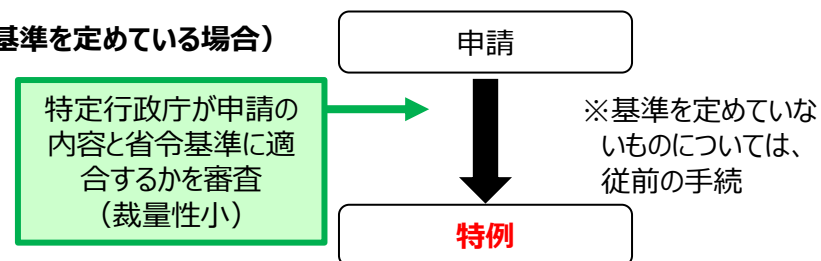 基準を定めている場合）
申請
特定行政庁が申請の
内容と省令基準に適
合するかを審査
（裁量性小）
※基準を定めていな
いものについては、
従前の手続
特例